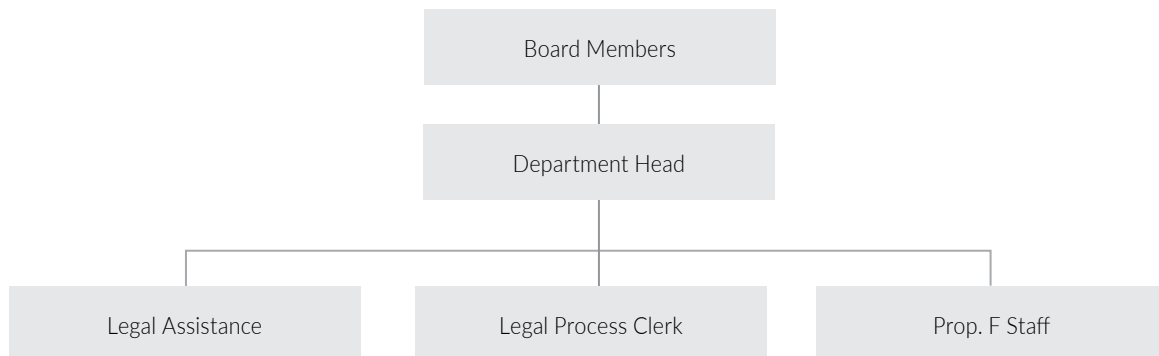 Board Members
Department Head
Legal Assistance
Legal Process Clerk
Prop. F Staff